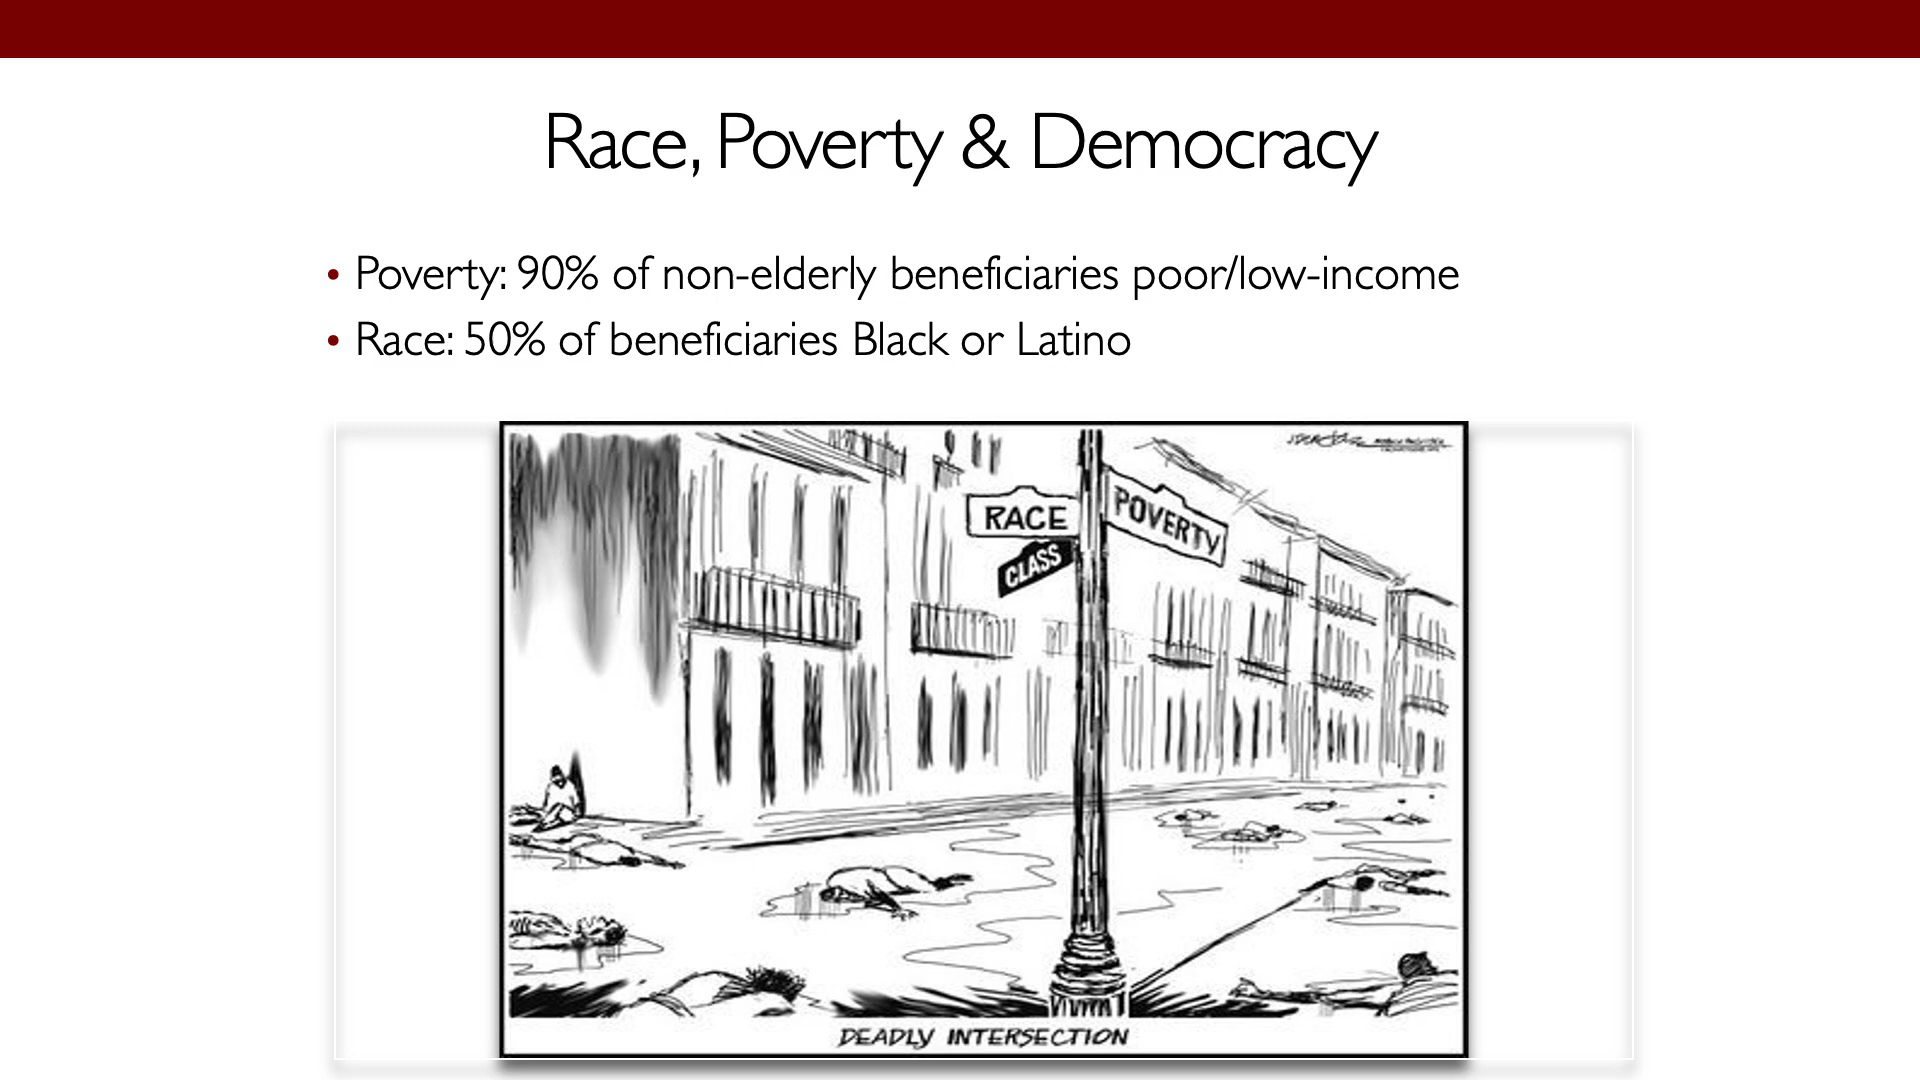 Race, Poverty & Democracy
• Poverty: 90% of non-elderly beneficiaries poor/low-income
• Race: 50% of beneficiaries Black or Latino
RACE
POVERTY
CLASS
DEADLY INTERSECTION